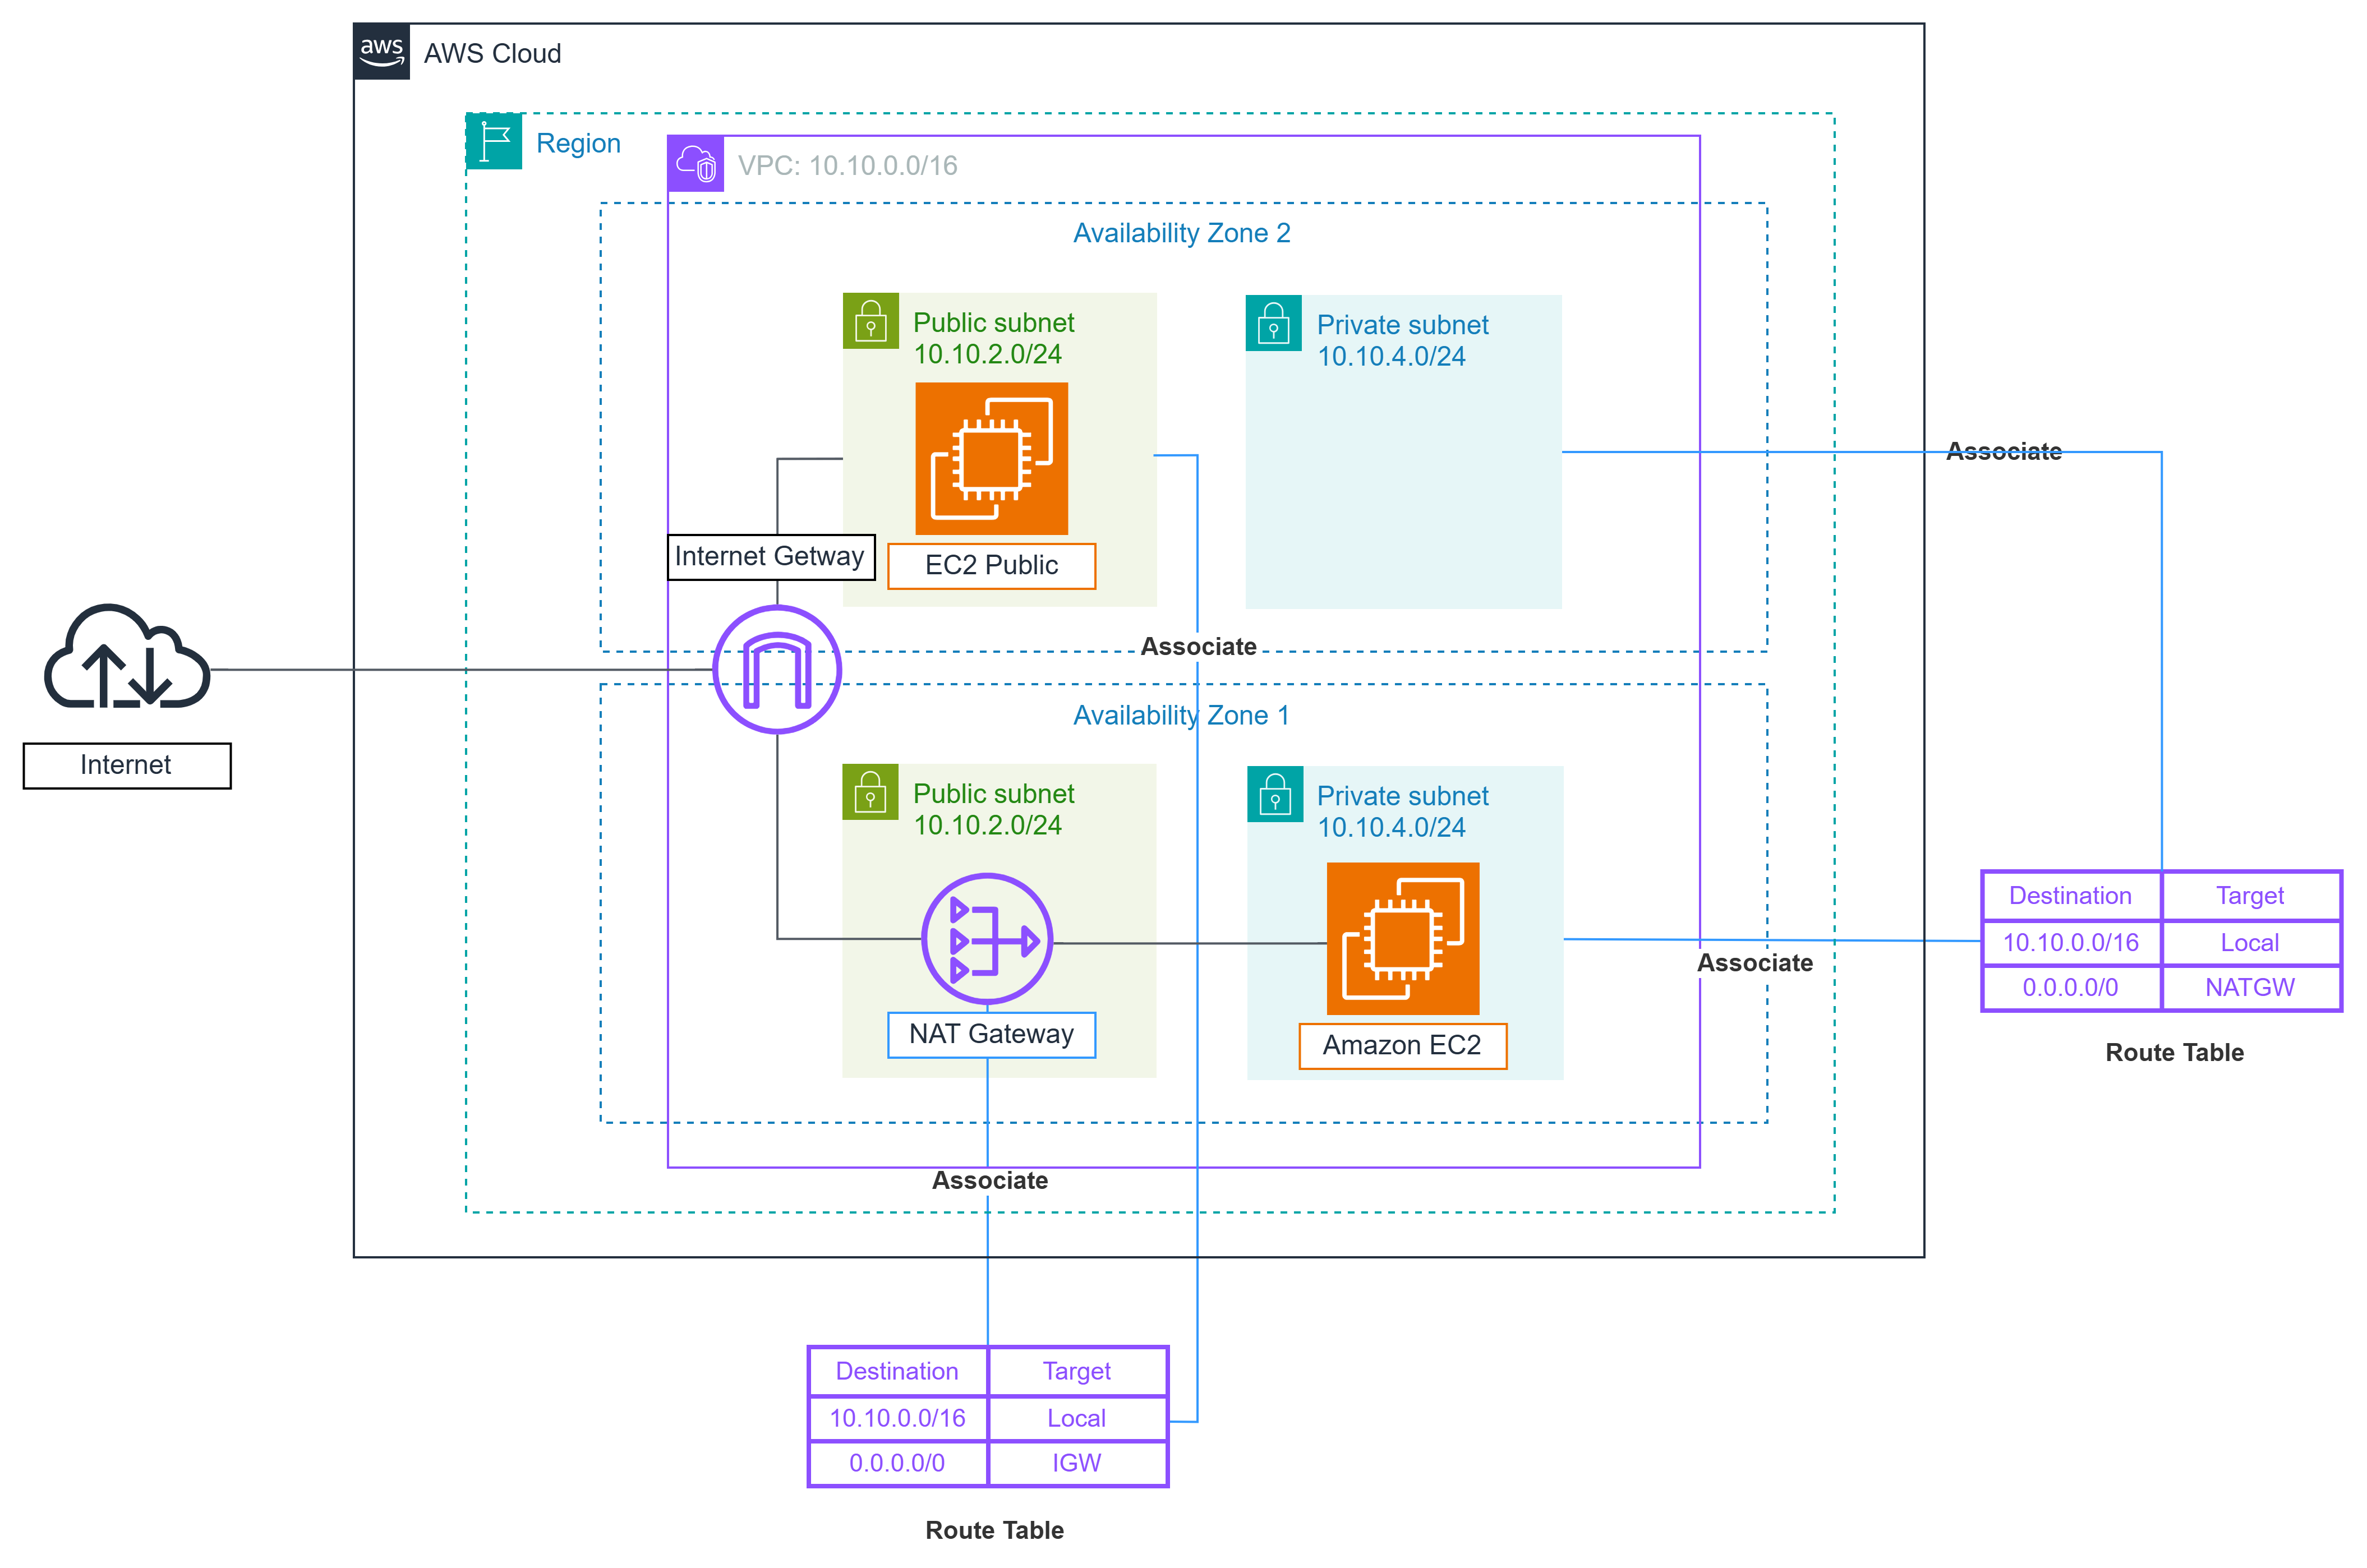 aws
AWS Cloud
Region
VPC: 10.10.0.0/16
Availability Zone 2
Public subnet
10.10.2.0/24
Private subnet
10.10.4.0/24
Associate
Internet Getway
EC2 Public
Associate
Availability Zone 1
Internet
Public subnet
10.10.2.0/24
Private subnet
10.10.4.0/24
NAT Gateway
Amazon EC2
Associate
Destination Target
10.10.0.0/16 Local
0.0.0.0/0 NATGW
Route Table
Associate
Destination Target
10.10.0.0/16 Local
0.0.0.0/0 IGW
Route Table